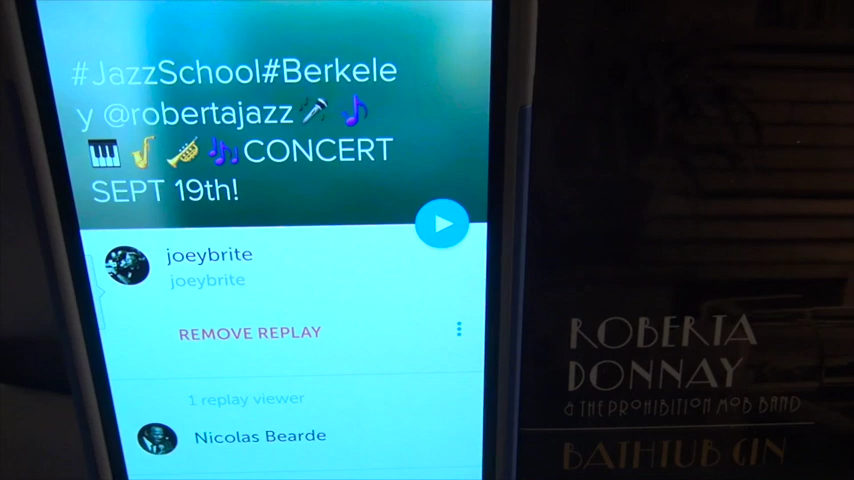 #JazzSchool#Berkele
y @robertajazz🎤🎵
🎹🎷🎺🎶CONCERT
SEPT 19th!
joeybrite
joeybrite
REMOVE REPLAY
1 replay viewer
Nicolas Bearde
ROBERTA
DONNAY
& THE PROHIBITION MOB BAND
BATHTUB GIN